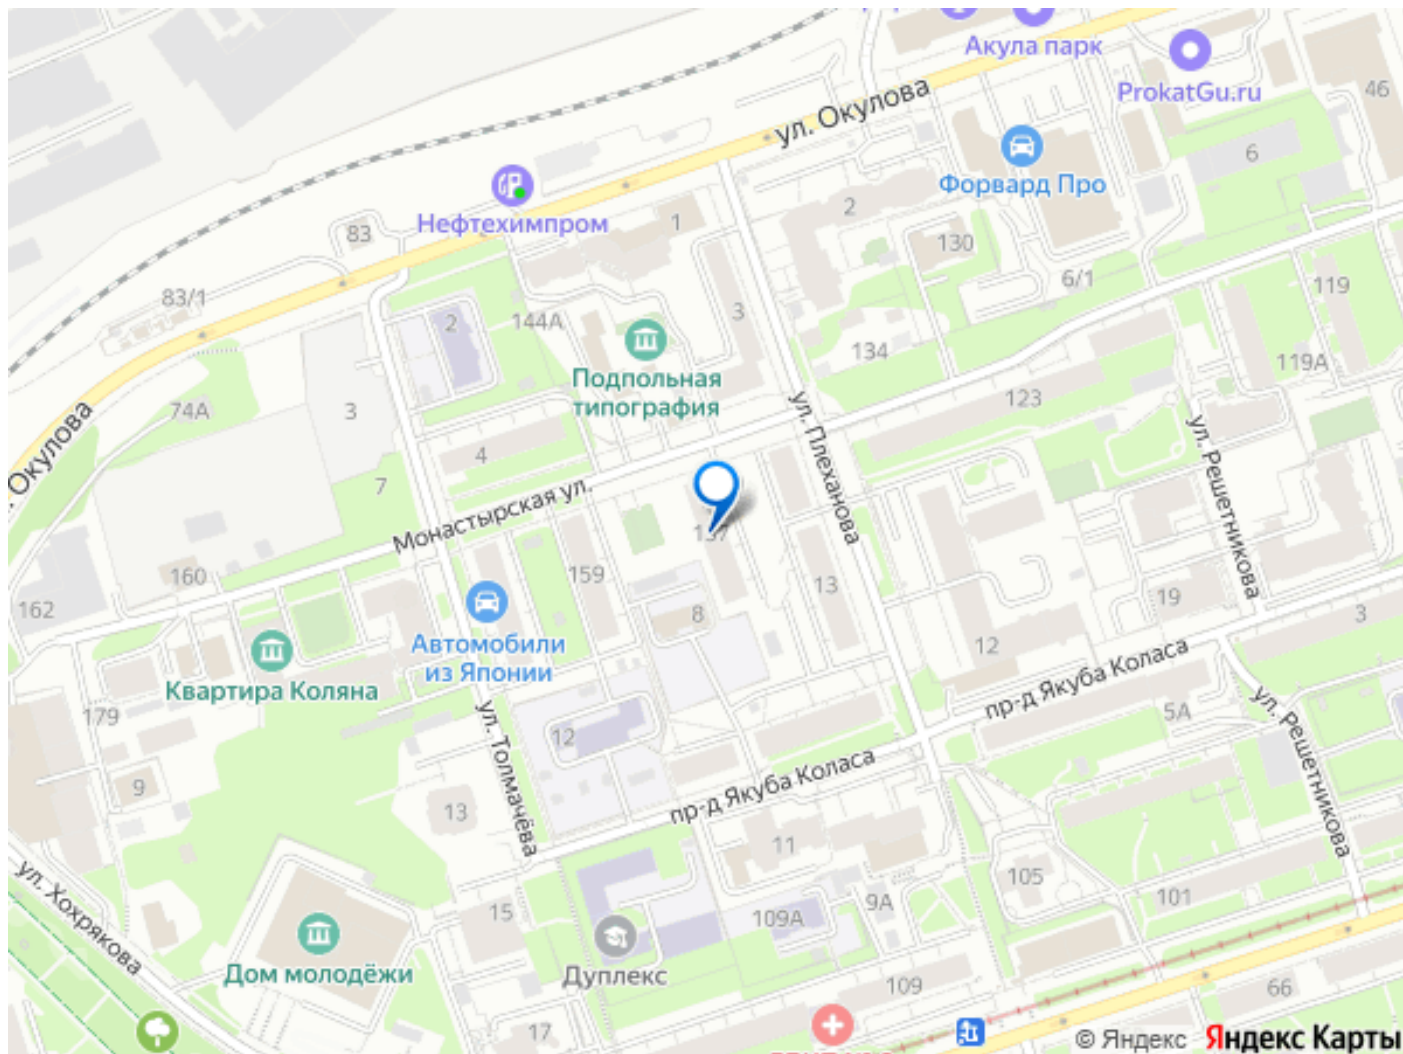 Акула парк
ProkatGu.ru
46
ул. Окулова
Форвард Про
6
Нефтехимпром
1
2
83
130
83/1
6/1
119
2
144А
3
134
119А
Подпольная
типография
74А
3
123
ул. Окулова
4
ул. Плеханова
ул. Решетникова
7
Монастырская ул.
160
159
13
162
8
19
3
Автомобили
из Японии
12
Квартира Коляна
пр-д Якуба Коласа
179
5А
ул. Толмачёва
12
ул. Решетникова
9
пр-д Якуба Коласа
13
11
ул. Хохрякова
105
101
15
9А
109А
Дом молодёжи
Дуплекс
109
66
17
© Яндекс Яндекс Карты